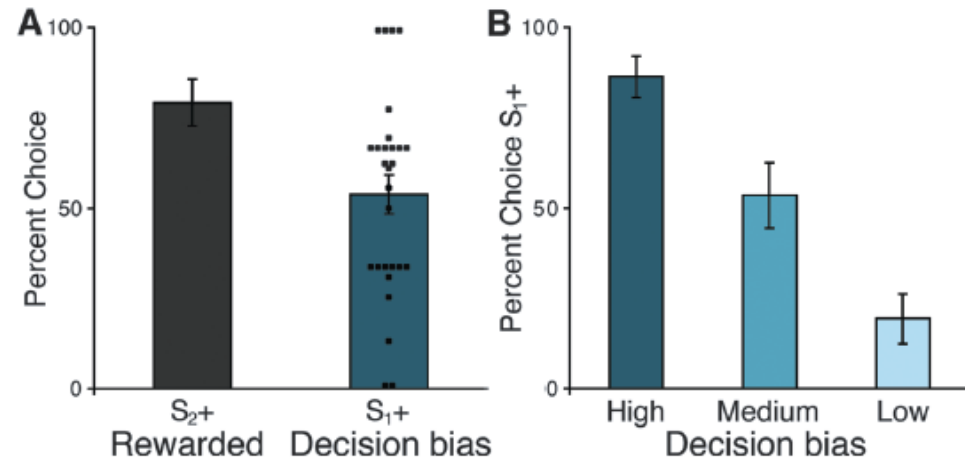 A
100
50
0
Percent Choice
S₂+
S₁+
Rewarded
Decision bias
B
100
50
0
Percent Choice S₁+
High
Medium
Low
Decision bias